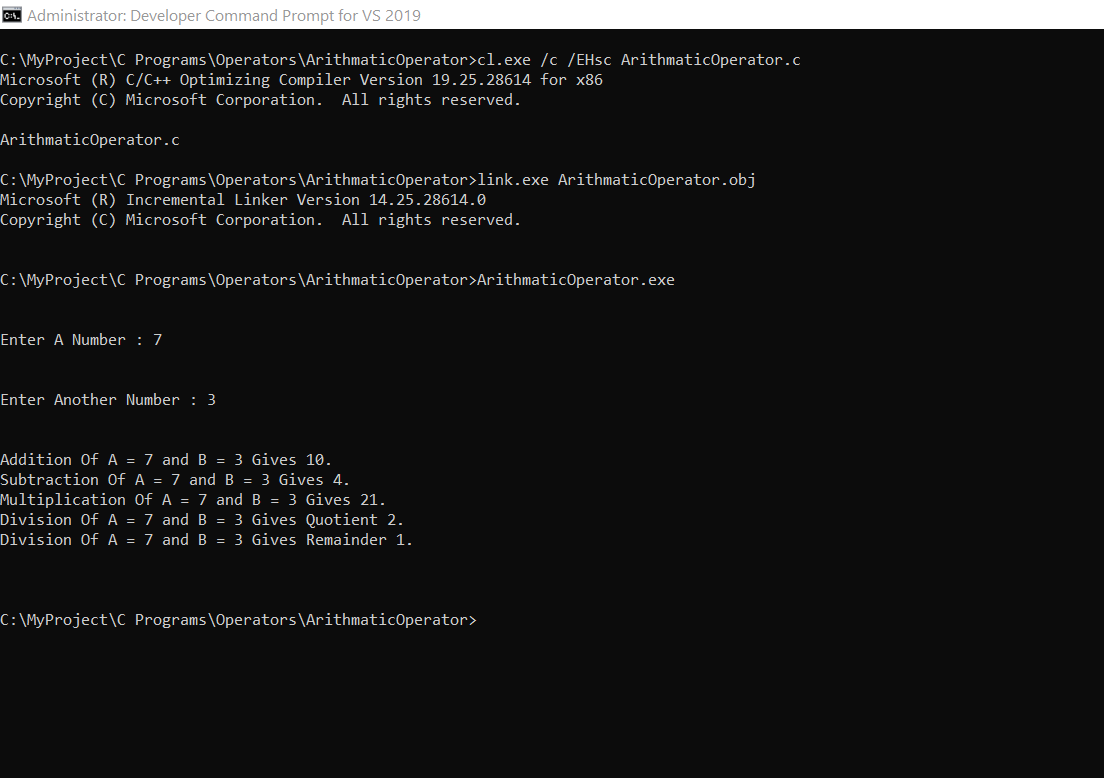 Administrator: Developer Command Prompt for VS 2019
C:\MyProject\C Programs\Operators\ArithmaticOperator>cl.exe /c /EHsc ArithmaticOperator.c
Microsoft (R) C/C++ Optimizing Compiler Version 19.25.28614 for x86
Copyright (C) Microsoft Corporation.  All rights reserved.
ArithmaticOperator.c
C:\MyProject\C Programs\Operators\ArithmaticOperator>link.exe ArithmaticOperator.obj
Microsoft (R) Incremental Linker Version 14.25.28614.0
Copyright (C) Microsoft Corporation.  All rights reserved.
C:\MyProject\C Programs\Operators\ArithmaticOperator>ArithmaticOperator.exe
Enter A Number : 7
Enter Another Number : 3
Addition Of A = 7 and B = 3 Gives 10.
Subtraction Of A = 7 and B = 3 Gives 4.
Multiplication Of A = 7 and B = 3 Gives 21.
Division Of A = 7 and B = 3 Gives Quotient 2.
Division Of A = 7 and B = 3 Gives Remainder 1.
C:\MyProject\C Programs\Operators\ArithmaticOperator>